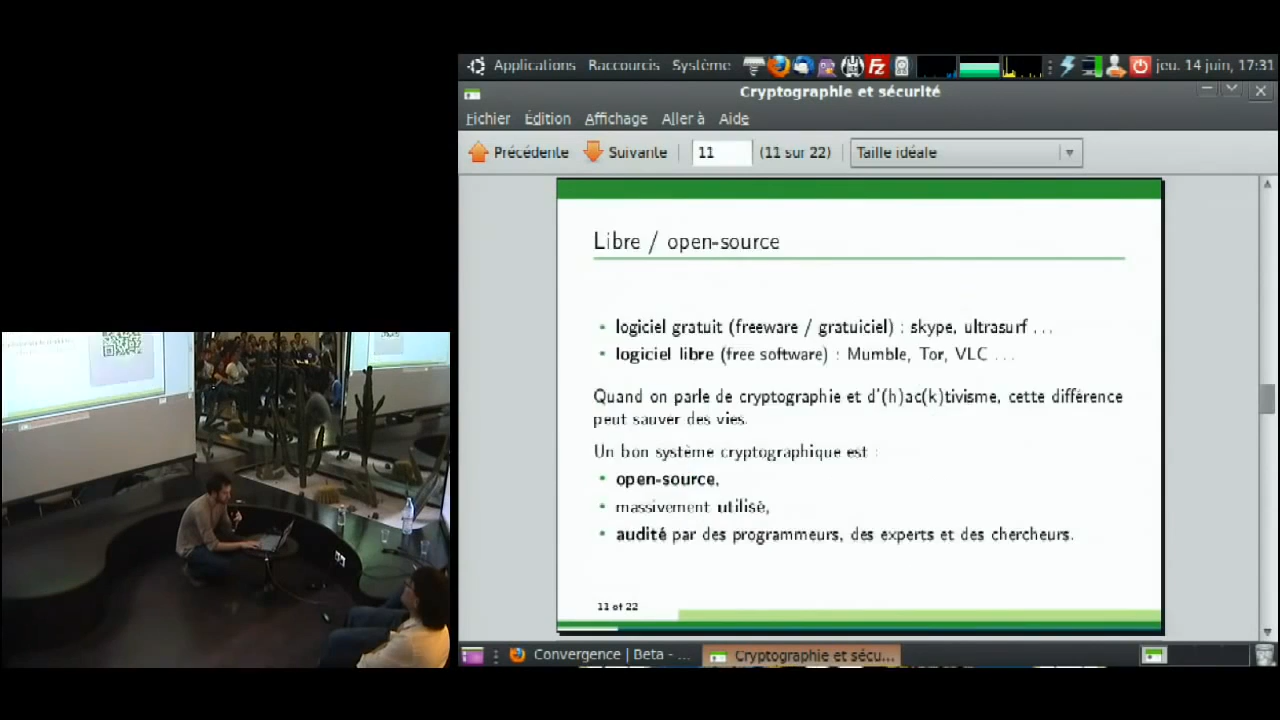 Applications Raccourcis Système
jeu. 14 juin, 17:31
Cryptographie et sécurité
Fichier Édition Affichage Aller à Aide
Précédente Suivante 11 (11 sur 22) Taille idéale
Libre / open-source
• logiciel gratuit (freeware / gratuiciel) : skype, ultrasurf ...
• logiciel libre (free software) : Mumble, Tor, VLC ...
Quand on parle de cryptographie et d'(h)ac(k)tivisme, cette différence
peut sauver des vies.
Un bon système cryptographique est :
• open-source,
• massivement utilisé,
• audité par des programmeurs, des experts et des chercheurs.
11 of 22
Convergence | Beta - ... Cryptographie et sécu...